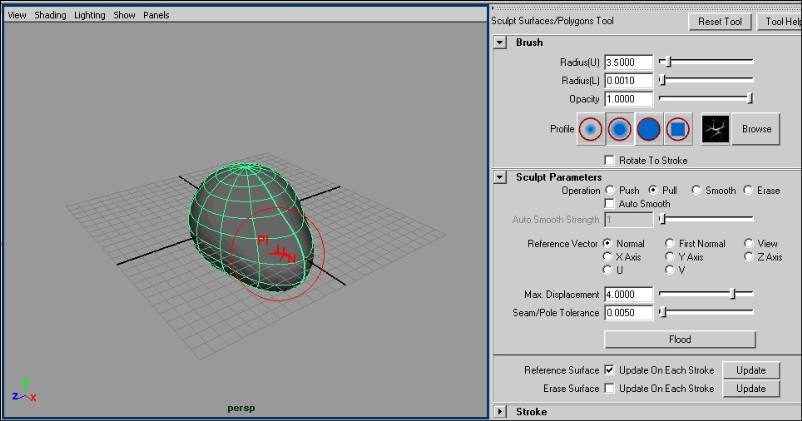 View Shading Lighting Show Panels
Pl
N
Z X
persp
Sculpt Surfaces/Polygons Tool Reset Tool Tool Help
Brush
Radius(U) 3.5000
Radius(L) 0.0010
Opacity 1.0000
Profile Browse
Rotate To Stroke
Sculpt Parameters
Operation Push Pull Smooth Erase
Auto Smooth
Auto Smooth Strength 1
Reference Vector Normal First Normal View
X Axis Y Axis Z Axis
U V
Max. Displacement 4.0000
Seam/Pole Tolerance 0.0050
Flood
Reference Surface Update On Each Stroke Update
Erase Surface Update On Each Stroke Update
Stroke